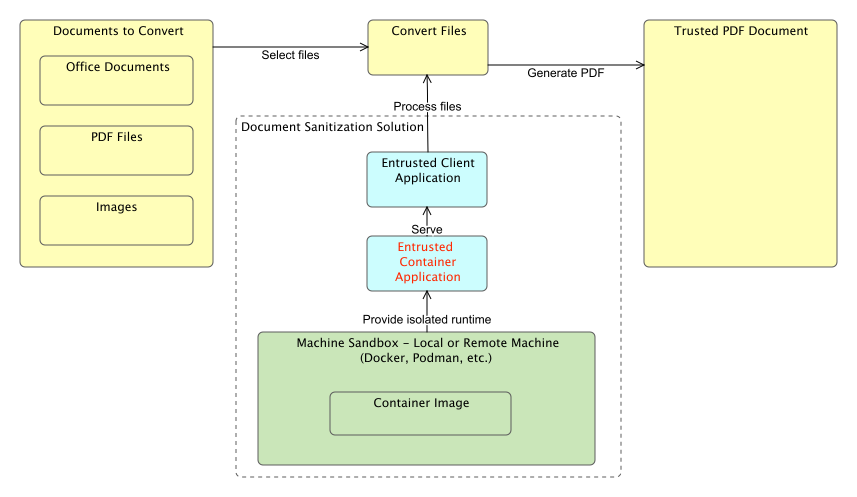 Documents to Convert
Office Documents
PDF Files
Images
Select files
Convert Files
Generate PDF
Trusted PDF Document
Process files
Document Sanitization Solution
Entrusted Client
Application
Serve
Entrusted
Container
Application
Provide isolated runtime
Machine Sandbox – Local or Remote Machine
(Docker, Podman, etc.)
Container Image